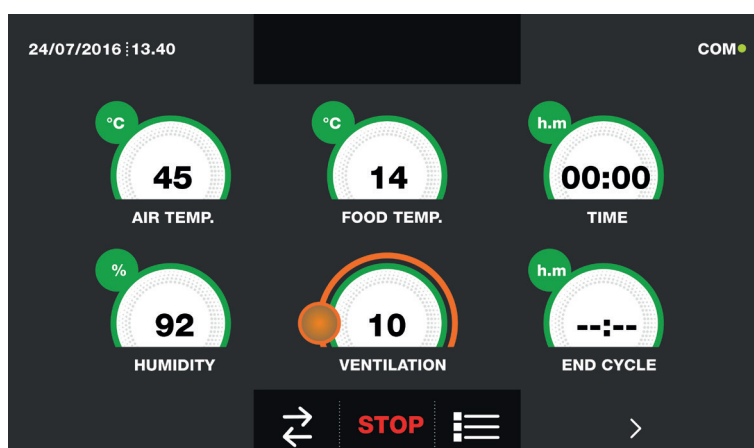 24/07/2016 13.40
COM
°C
°C
h.m
45
14
00:00
AIR TEMP.
FOOD TEMP.
TIME
%
h.m
92
10
--:--
HUMIDITY
VENTILATION
END CYCLE
STOP